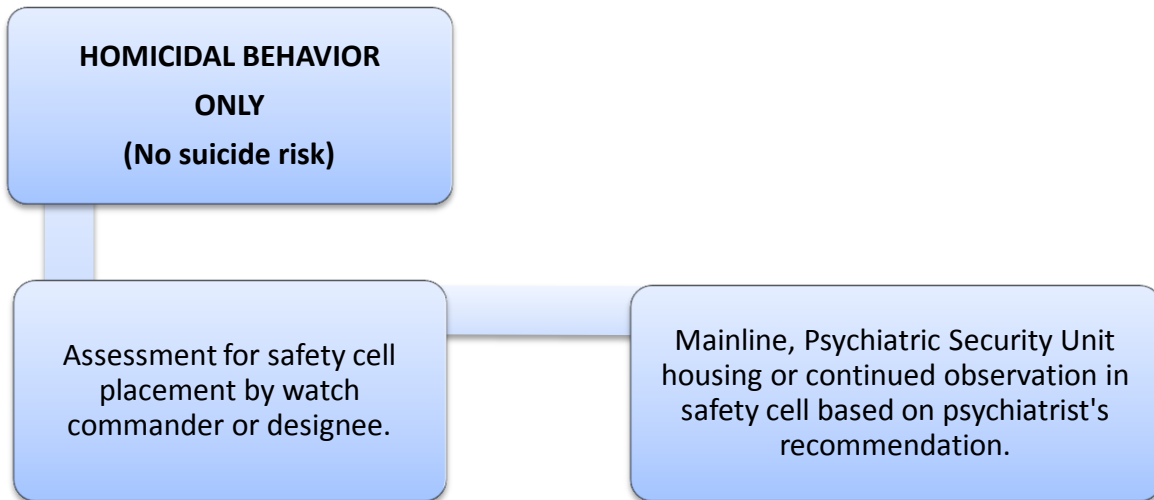 HOMICIDAL BEHAVIOR
ONLY
(No suicide risk)
Assessment for safety cell
placement by watch
commander or designee.
Mainline, Psychiatric Security Unit
housing or continued observation in
safety cell based on psychiatrist's
recommendation.